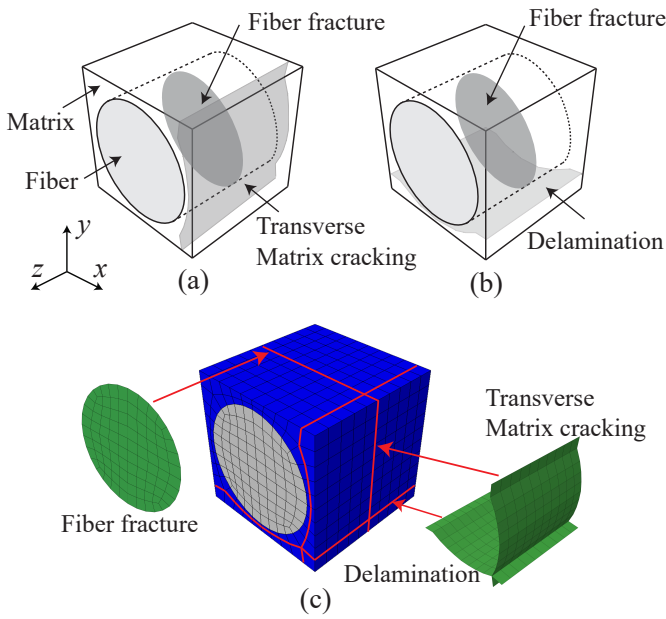 Fiber fracture
Matrix
Fiber
Transverse
Matrix cracking
y
z
x
(a)
Fiber fracture
Delamination
(b)
Fiber fracture
Transverse
Matrix cracking
Delamination
(c)